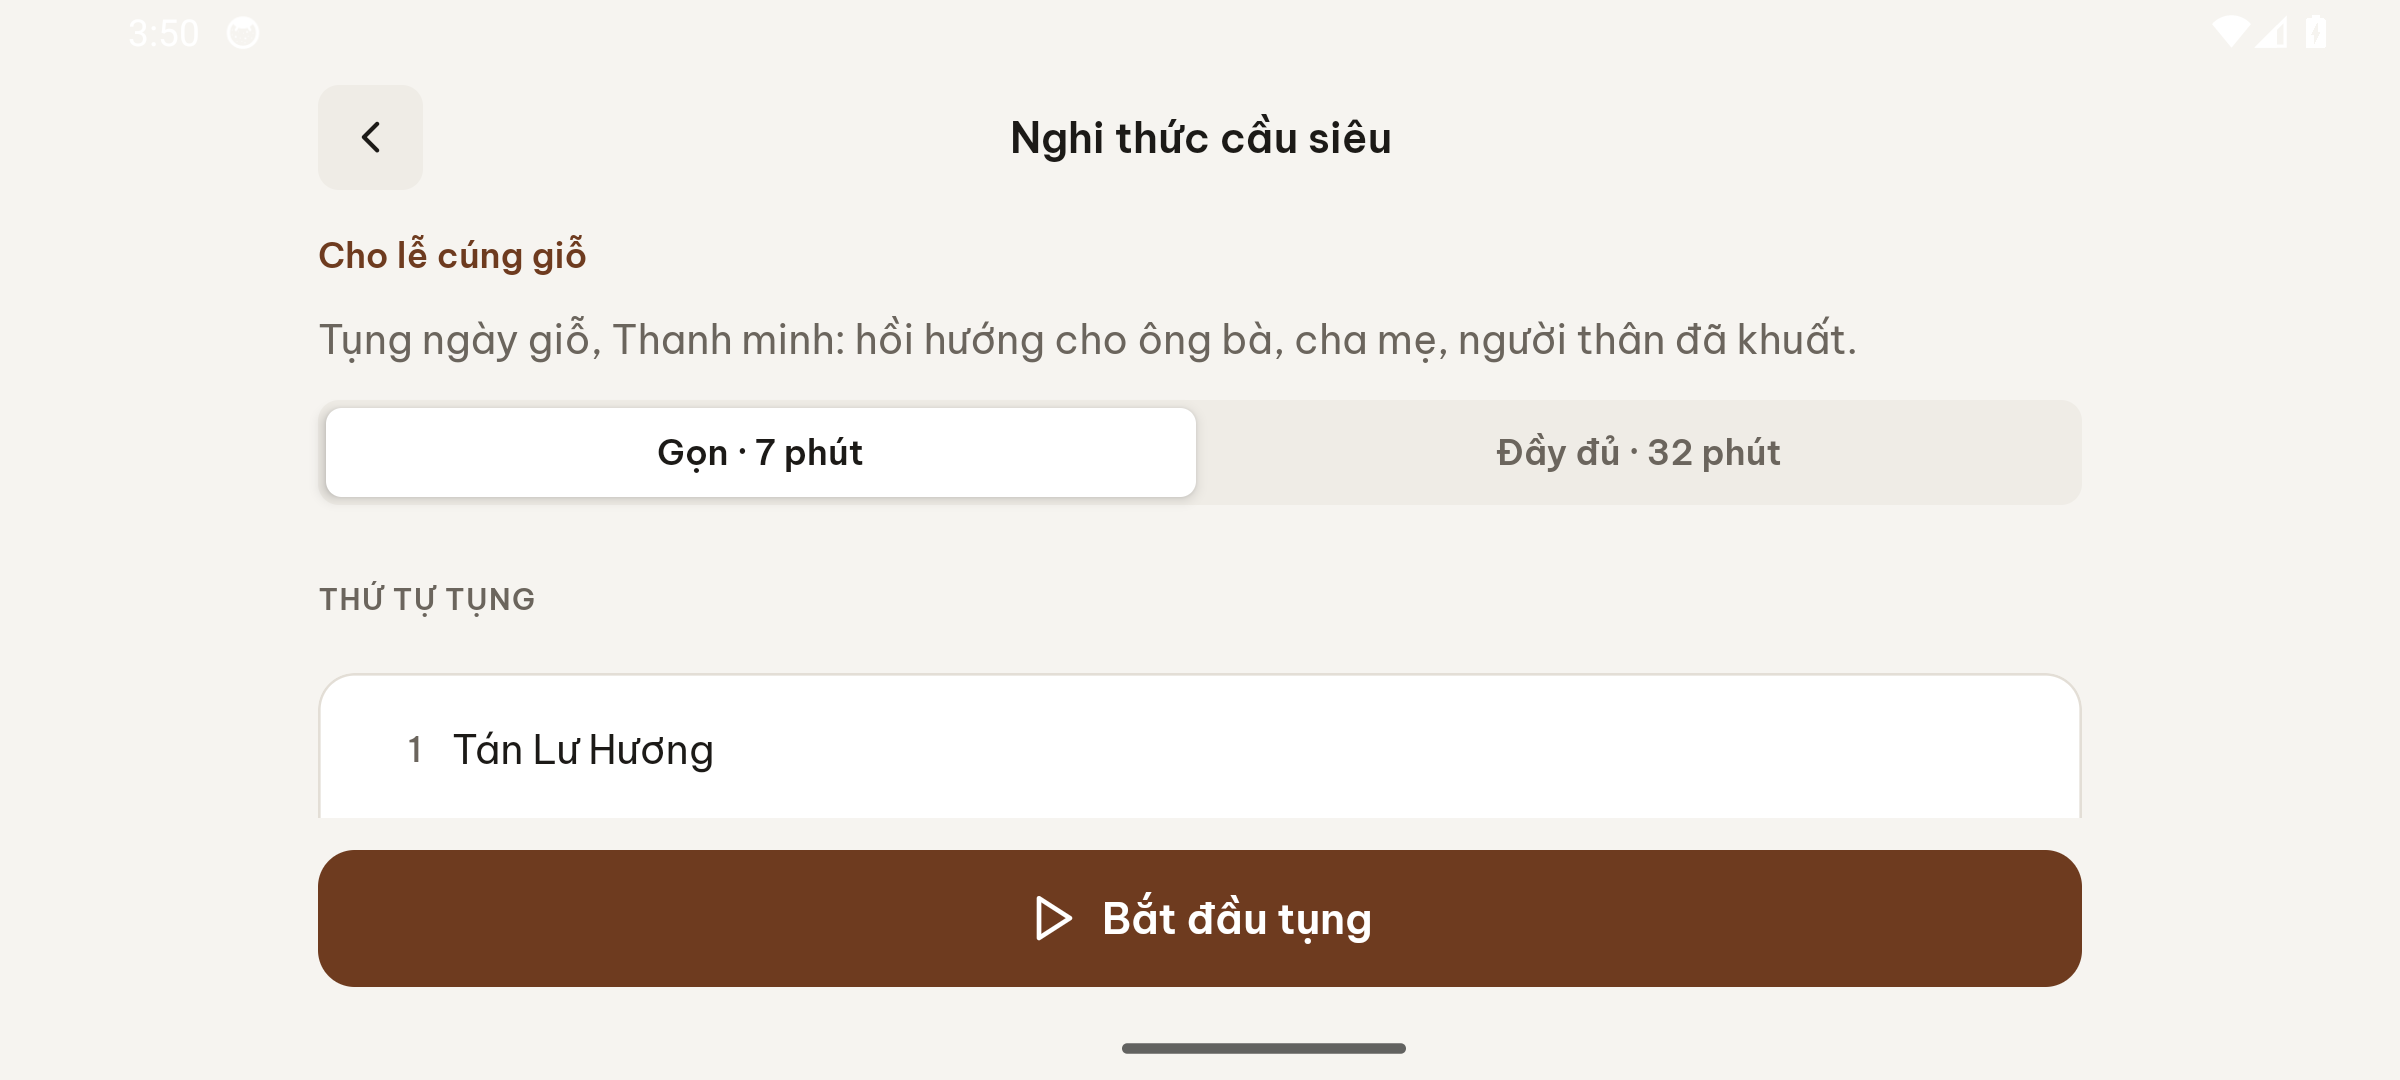 3:50
Nghi thức cầu siêu
Cho lễ cúng giỗ
Tụng ngày giỗ, Thanh minh: hồi hướng cho ông bà, cha mẹ, người thân đã khuất.
Gọn · 7 phút
Đầy đủ · 32 phút
THỨ TỰ TỤNG
1 Tán Lư Hương
Bắt đầu tụng